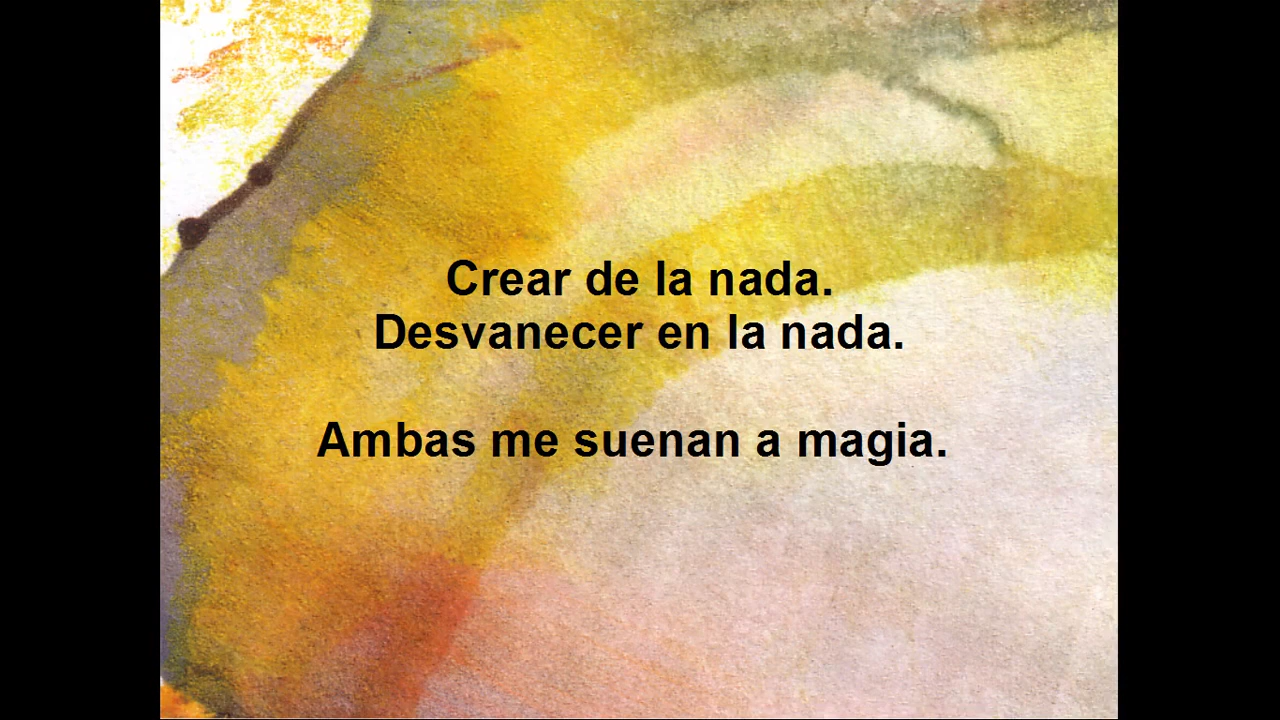 Crear de la nada.
Desvanecer en la nada.
Ambas me suenan a magia.